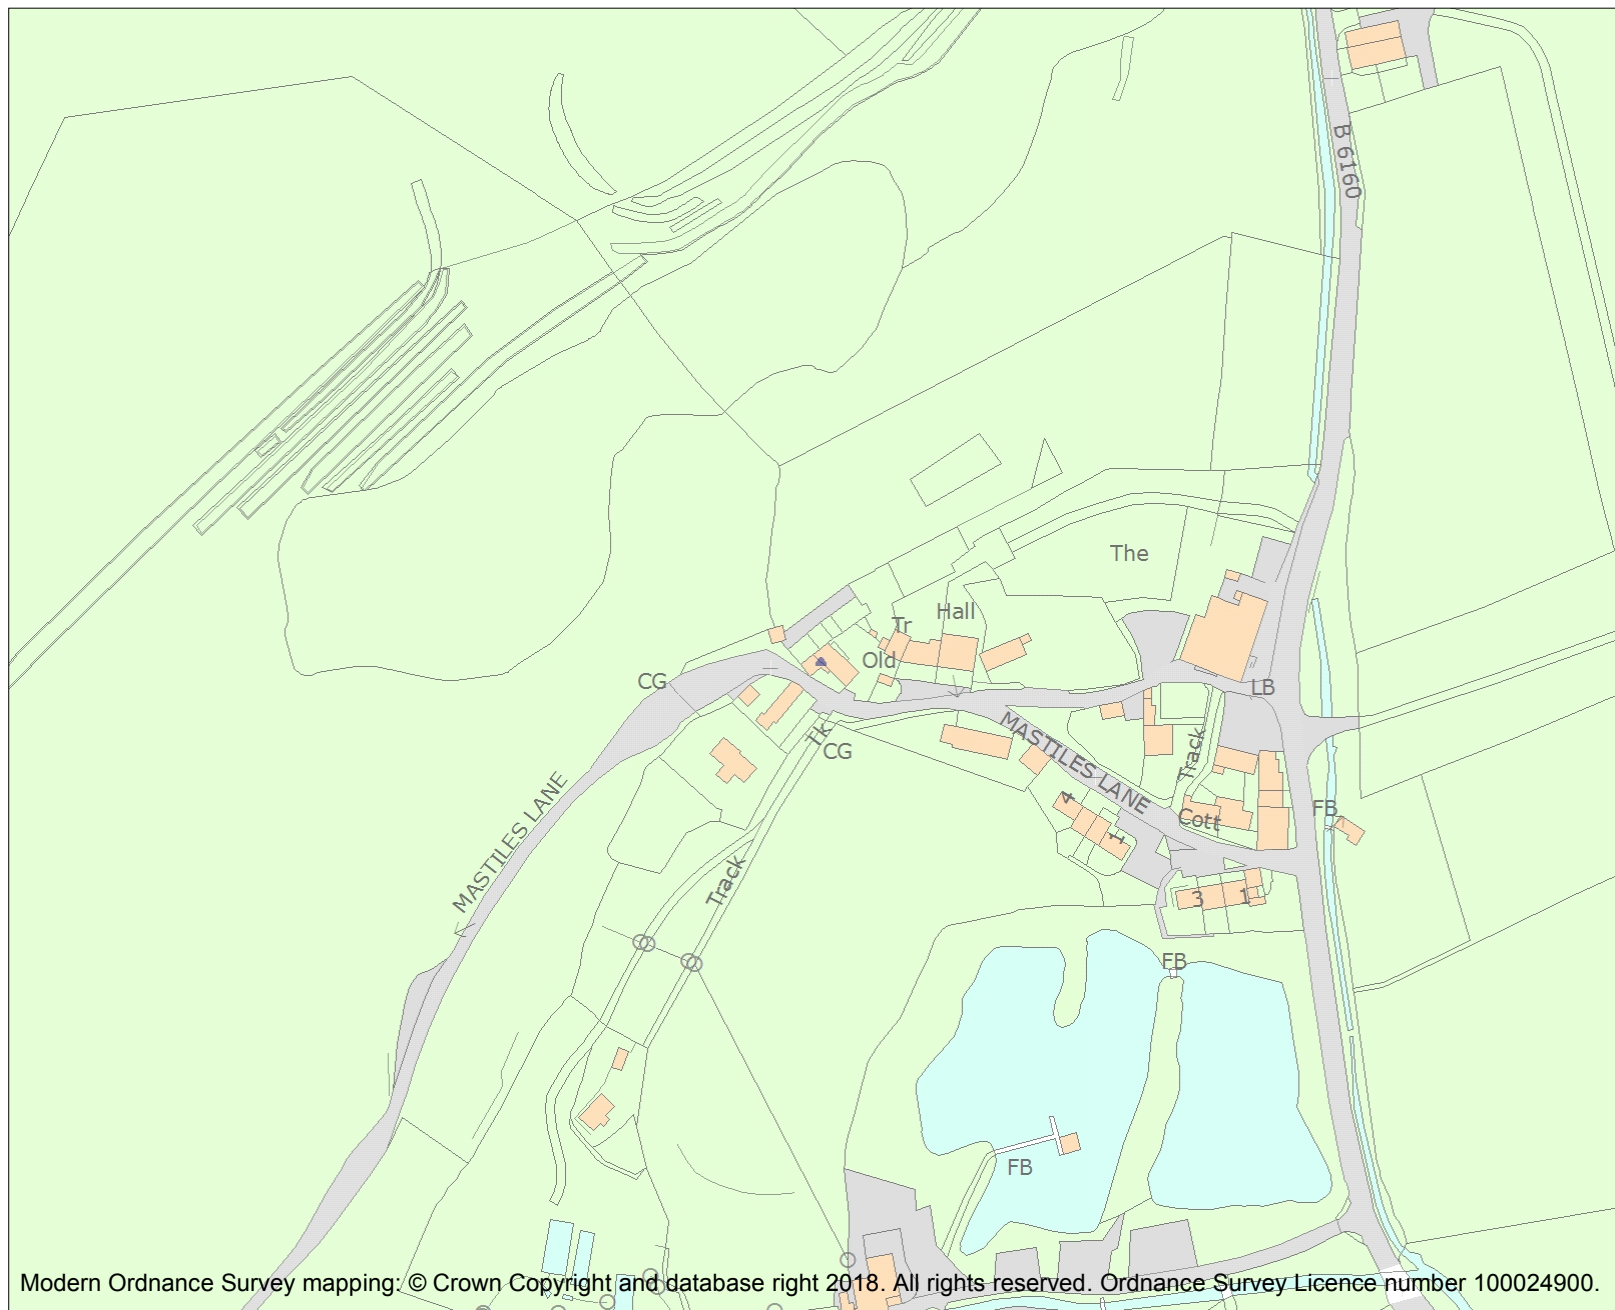 B 6160
The
Hall
Tr
Old
CG
LB
Tk
CG
MASTILES LANE
Track
4
1
Cott
FB
MASTILES LANE
Track
3
1
FB
FB
Modern Ordnance Survey mapping: © Crown Copyright and database right 2018. All rights reserved. Ordnance Survey Licence number 100024900.